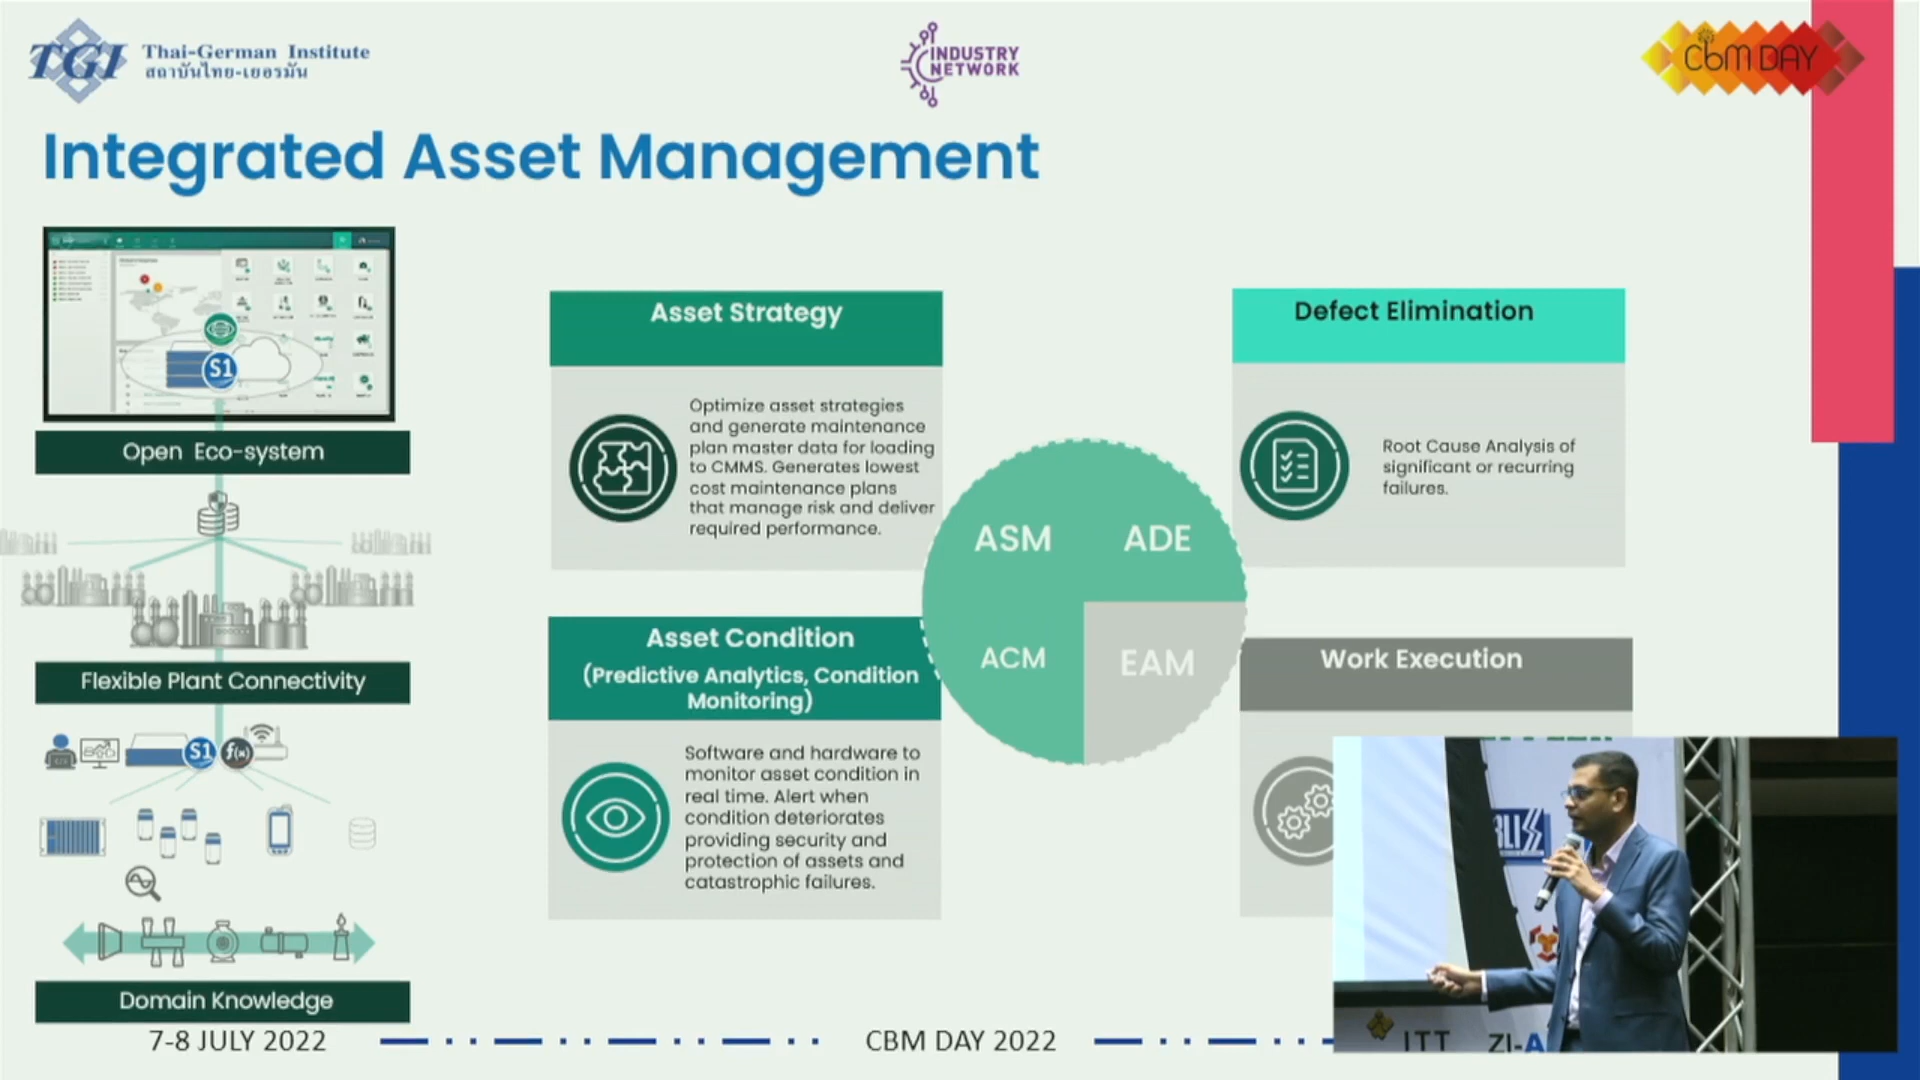 TGI
Thai-German Institute
สถาบันไทย-เยอรมัน
INDUSTRY
NETWORK
CbM DAY
Integrated Asset Management
S1
Open Eco-system
Flexible Plant Connectivity
S1
f(x)
Domain Knowledge
Asset Strategy
Optimize asset strategies
and generate maintenance
plan master data for loading
to CMMS. Generates lowest
cost maintenance plans
that manage risk and deliver
required performance.
Defect Elimination
Root Cause Analysis of
significant or recurring
failures.
ASM
ADE
ACM
EAM
Asset Condition
(Predictive Analytics, Condition
Monitoring)
Software and hardware to
monitor asset condition in
real time. Alert when
condition deteriorates
providing security and
protection of assets and
catastrophic failures.
Work Execution
ITT
ZI-A
7-8 JULY 2022
CBM DAY 2022